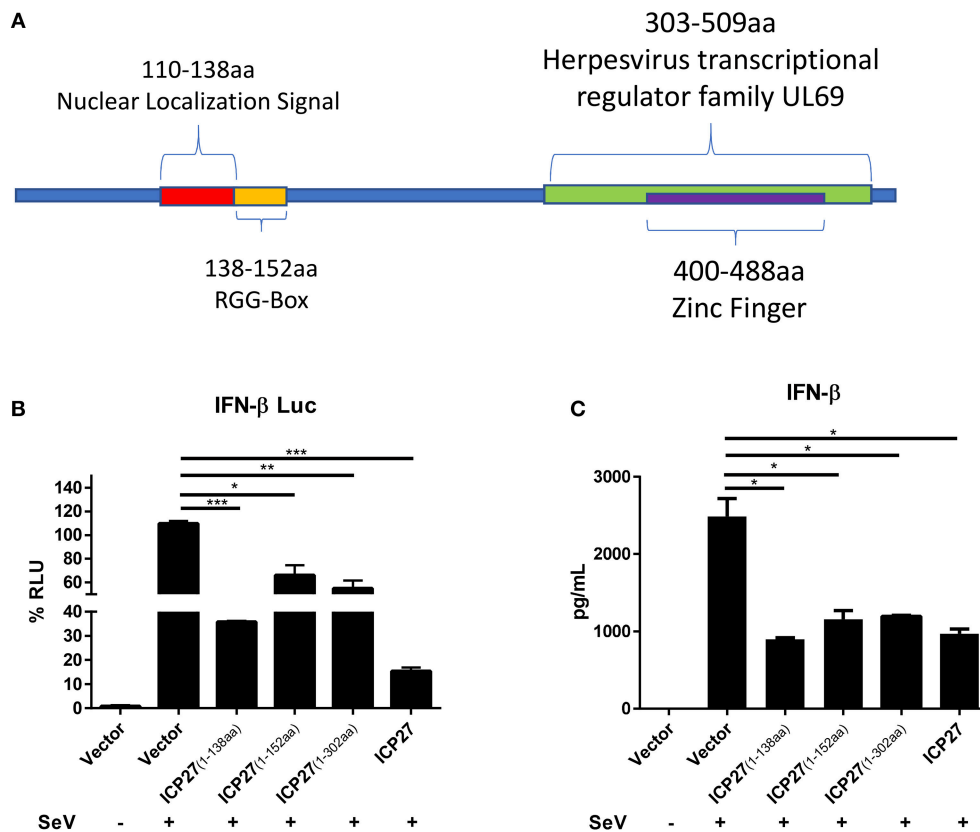 A
303-509aa
Herpesvirus transcriptional
regulator family UL69
110-138aa
Nuclear Localization Signal
138-152aa
RGG-Box
400-488aa
Zinc Finger
B
IFN-β Luc
***
**
*
***
% RLU
140
120
100
80
60
40
30
20
10
0
Vector
Vector
ICP27(1-138aa)
ICP27(1-152aa)
ICP27(1-302aa)
ICP27
SeV - + + + + +
C
IFN-β
*
*
*
*
pg/mL
3000
2000
1000
0
Vector
Vector
ICP27(1-138aa)
ICP27(1-152aa)
ICP27(1-302aa)
ICP27
SeV - + + + + +